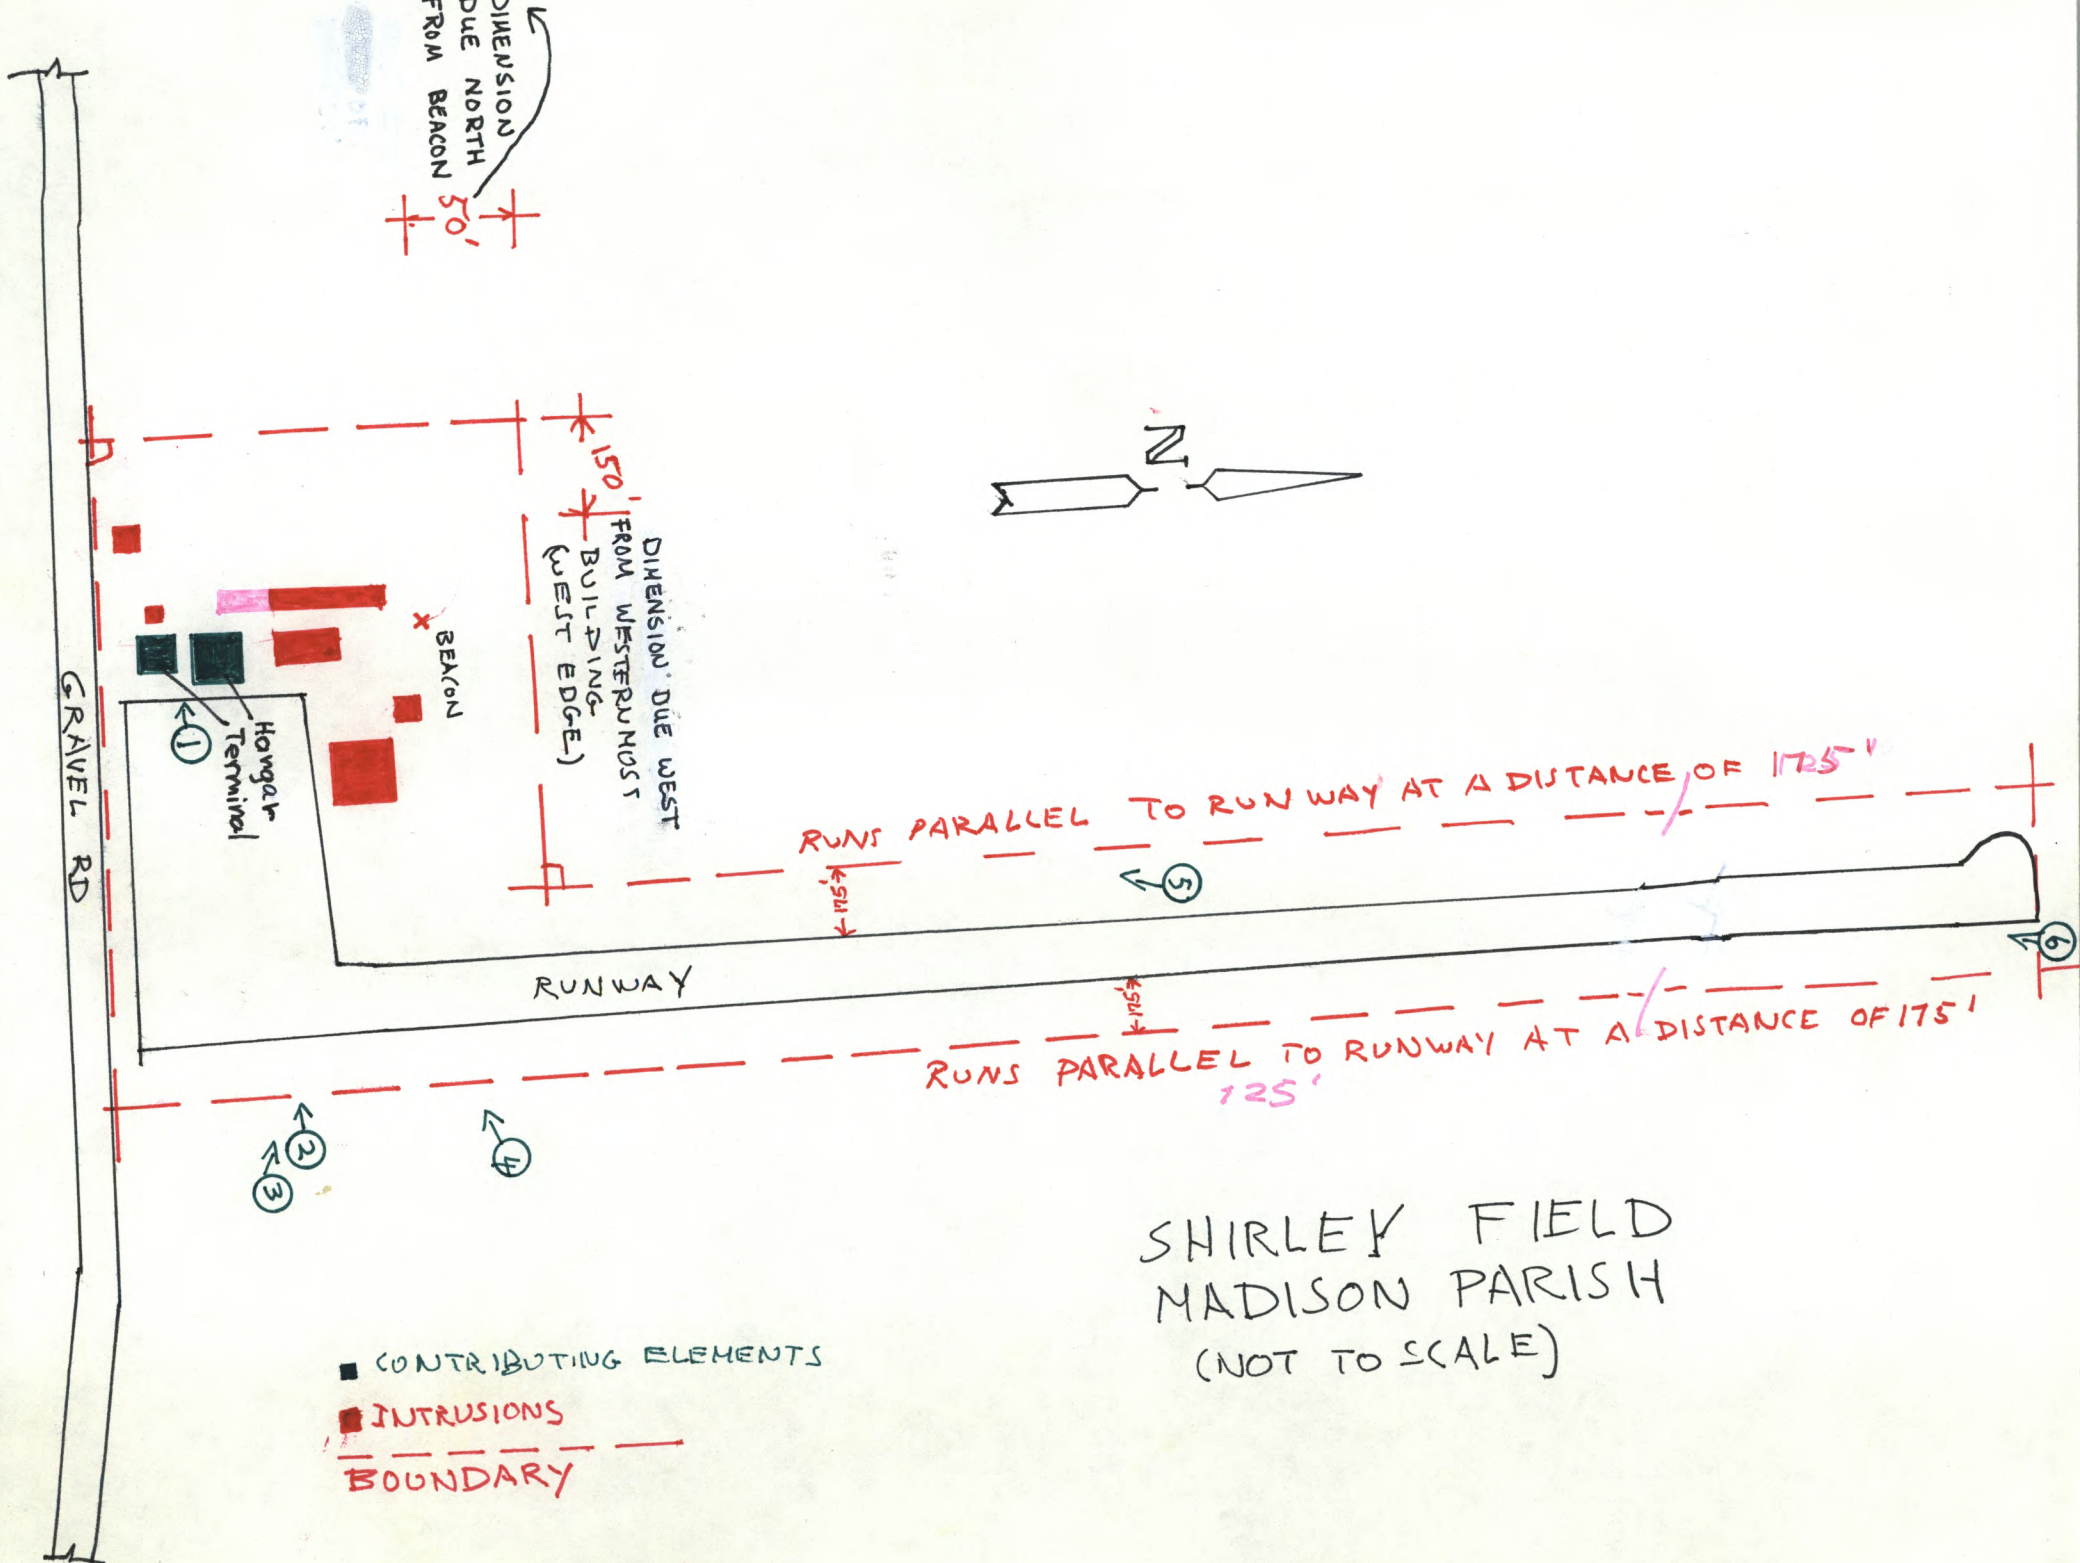 DIMENSION
DUE NORTH
FROM BEACON
50'
150'
DIMENSION DUE WEST
FROM WESTERNMOST
BUILDING
(WEST EDGE)
N
BEACON
Hangar
Terminal
1
GRAVEL RD
RUNS PARALLEL TO RUNWAY AT A DISTANCE OF 175'
175'
5
6
RUNWAY
175'
RUNS PARALLEL TO RUNWAY AT A DISTANCE OF 175'
125'
2
3
4
SHIRLEY FIELD
MADISON PARISH
(NOT TO SCALE)
CONTRIBUTING ELEMENTS
INTRUSIONS
BOUNDARY